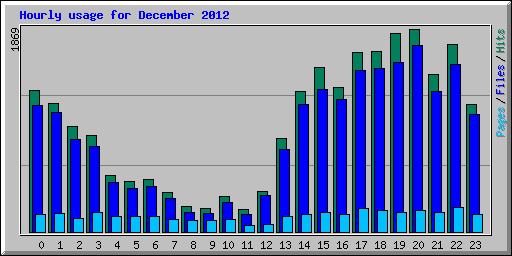 Hourly usage for December 2012
1869
Pages/Files/Hits
0 1 2 3 4 5 6 7 8 9 10 11 12 13 14 15 16 17 18 19 20 21 22 23